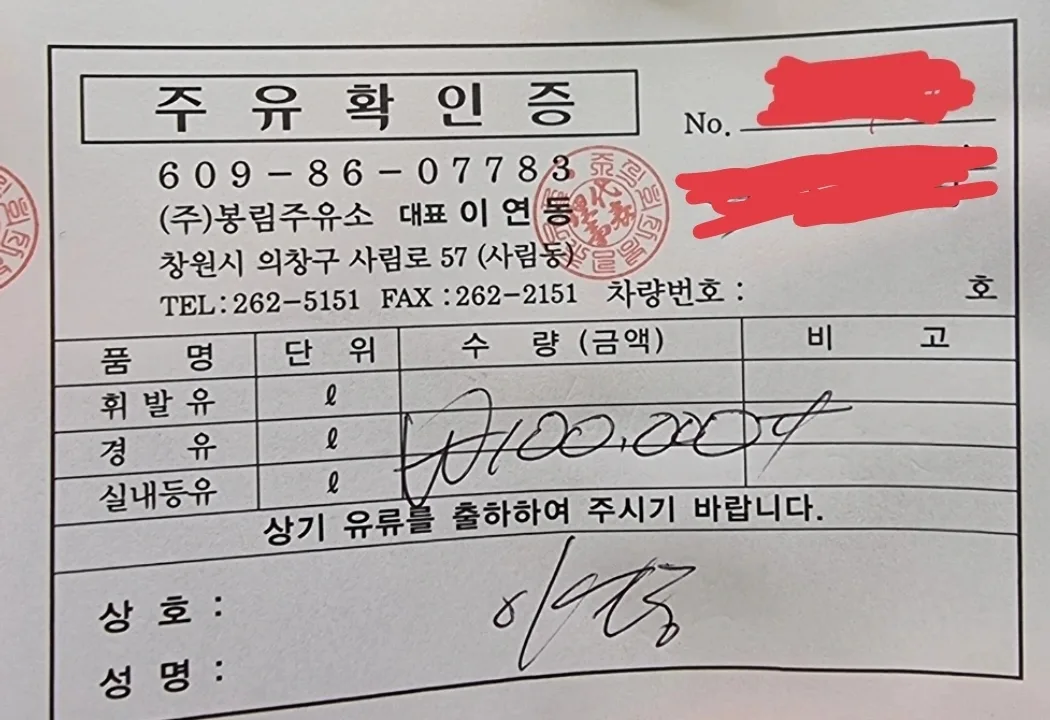 주유확인증
No.
609-86-07783
(주)봉림주유소 대표 이연동
창원시 의창구 사림로 57 (사림동)
TEL:262-5151 FAX:262-2151 차량번호 : 호
품 명 단 위 수 량 (금액) 비 고
휘발유 ℓ
경 유 ℓ
₩100,000
실내등유 ℓ
상기 유류를 출하하여 주시기 바랍니다.
상 호 :
이연동
성 명 :